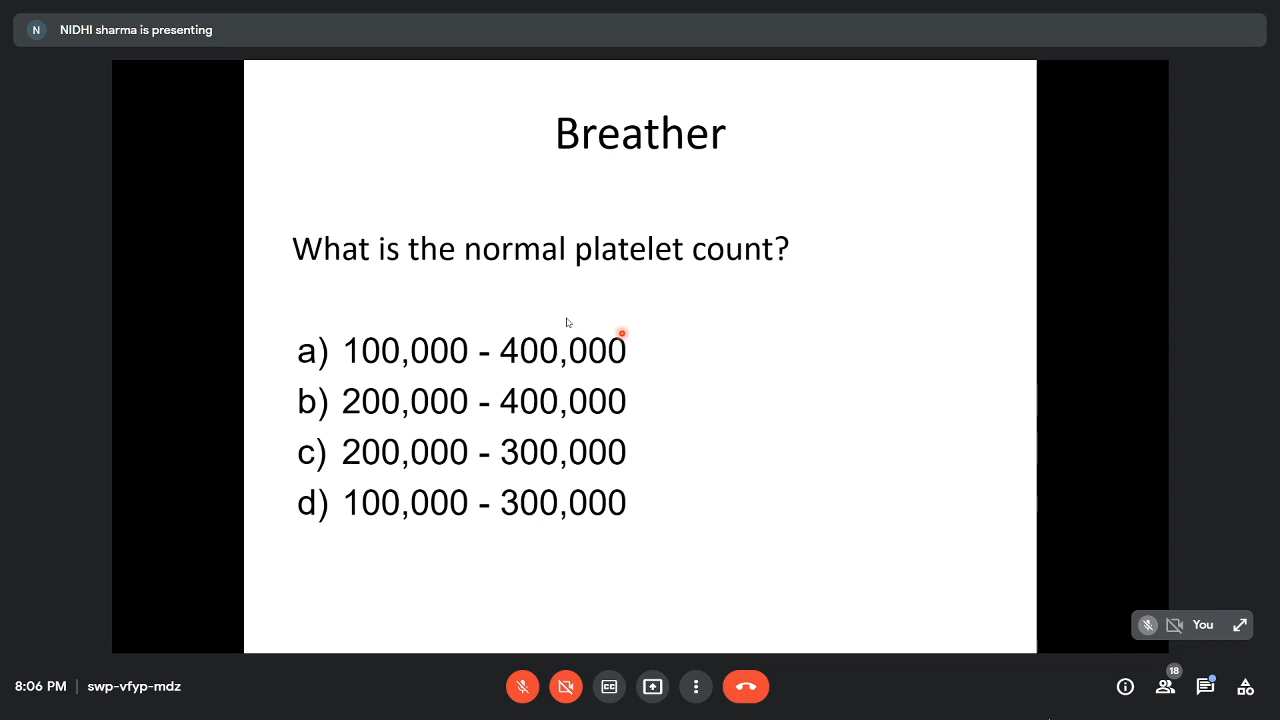 N NIDHI sharma is presenting
Breather
What is the normal platelet count?
a) 100,000 - 400,000
b) 200,000 - 400,000
c) 200,000 - 300,000
d) 100,000 - 300,000
You
8:06 PM | swp-vfyp-mdz
CC
18